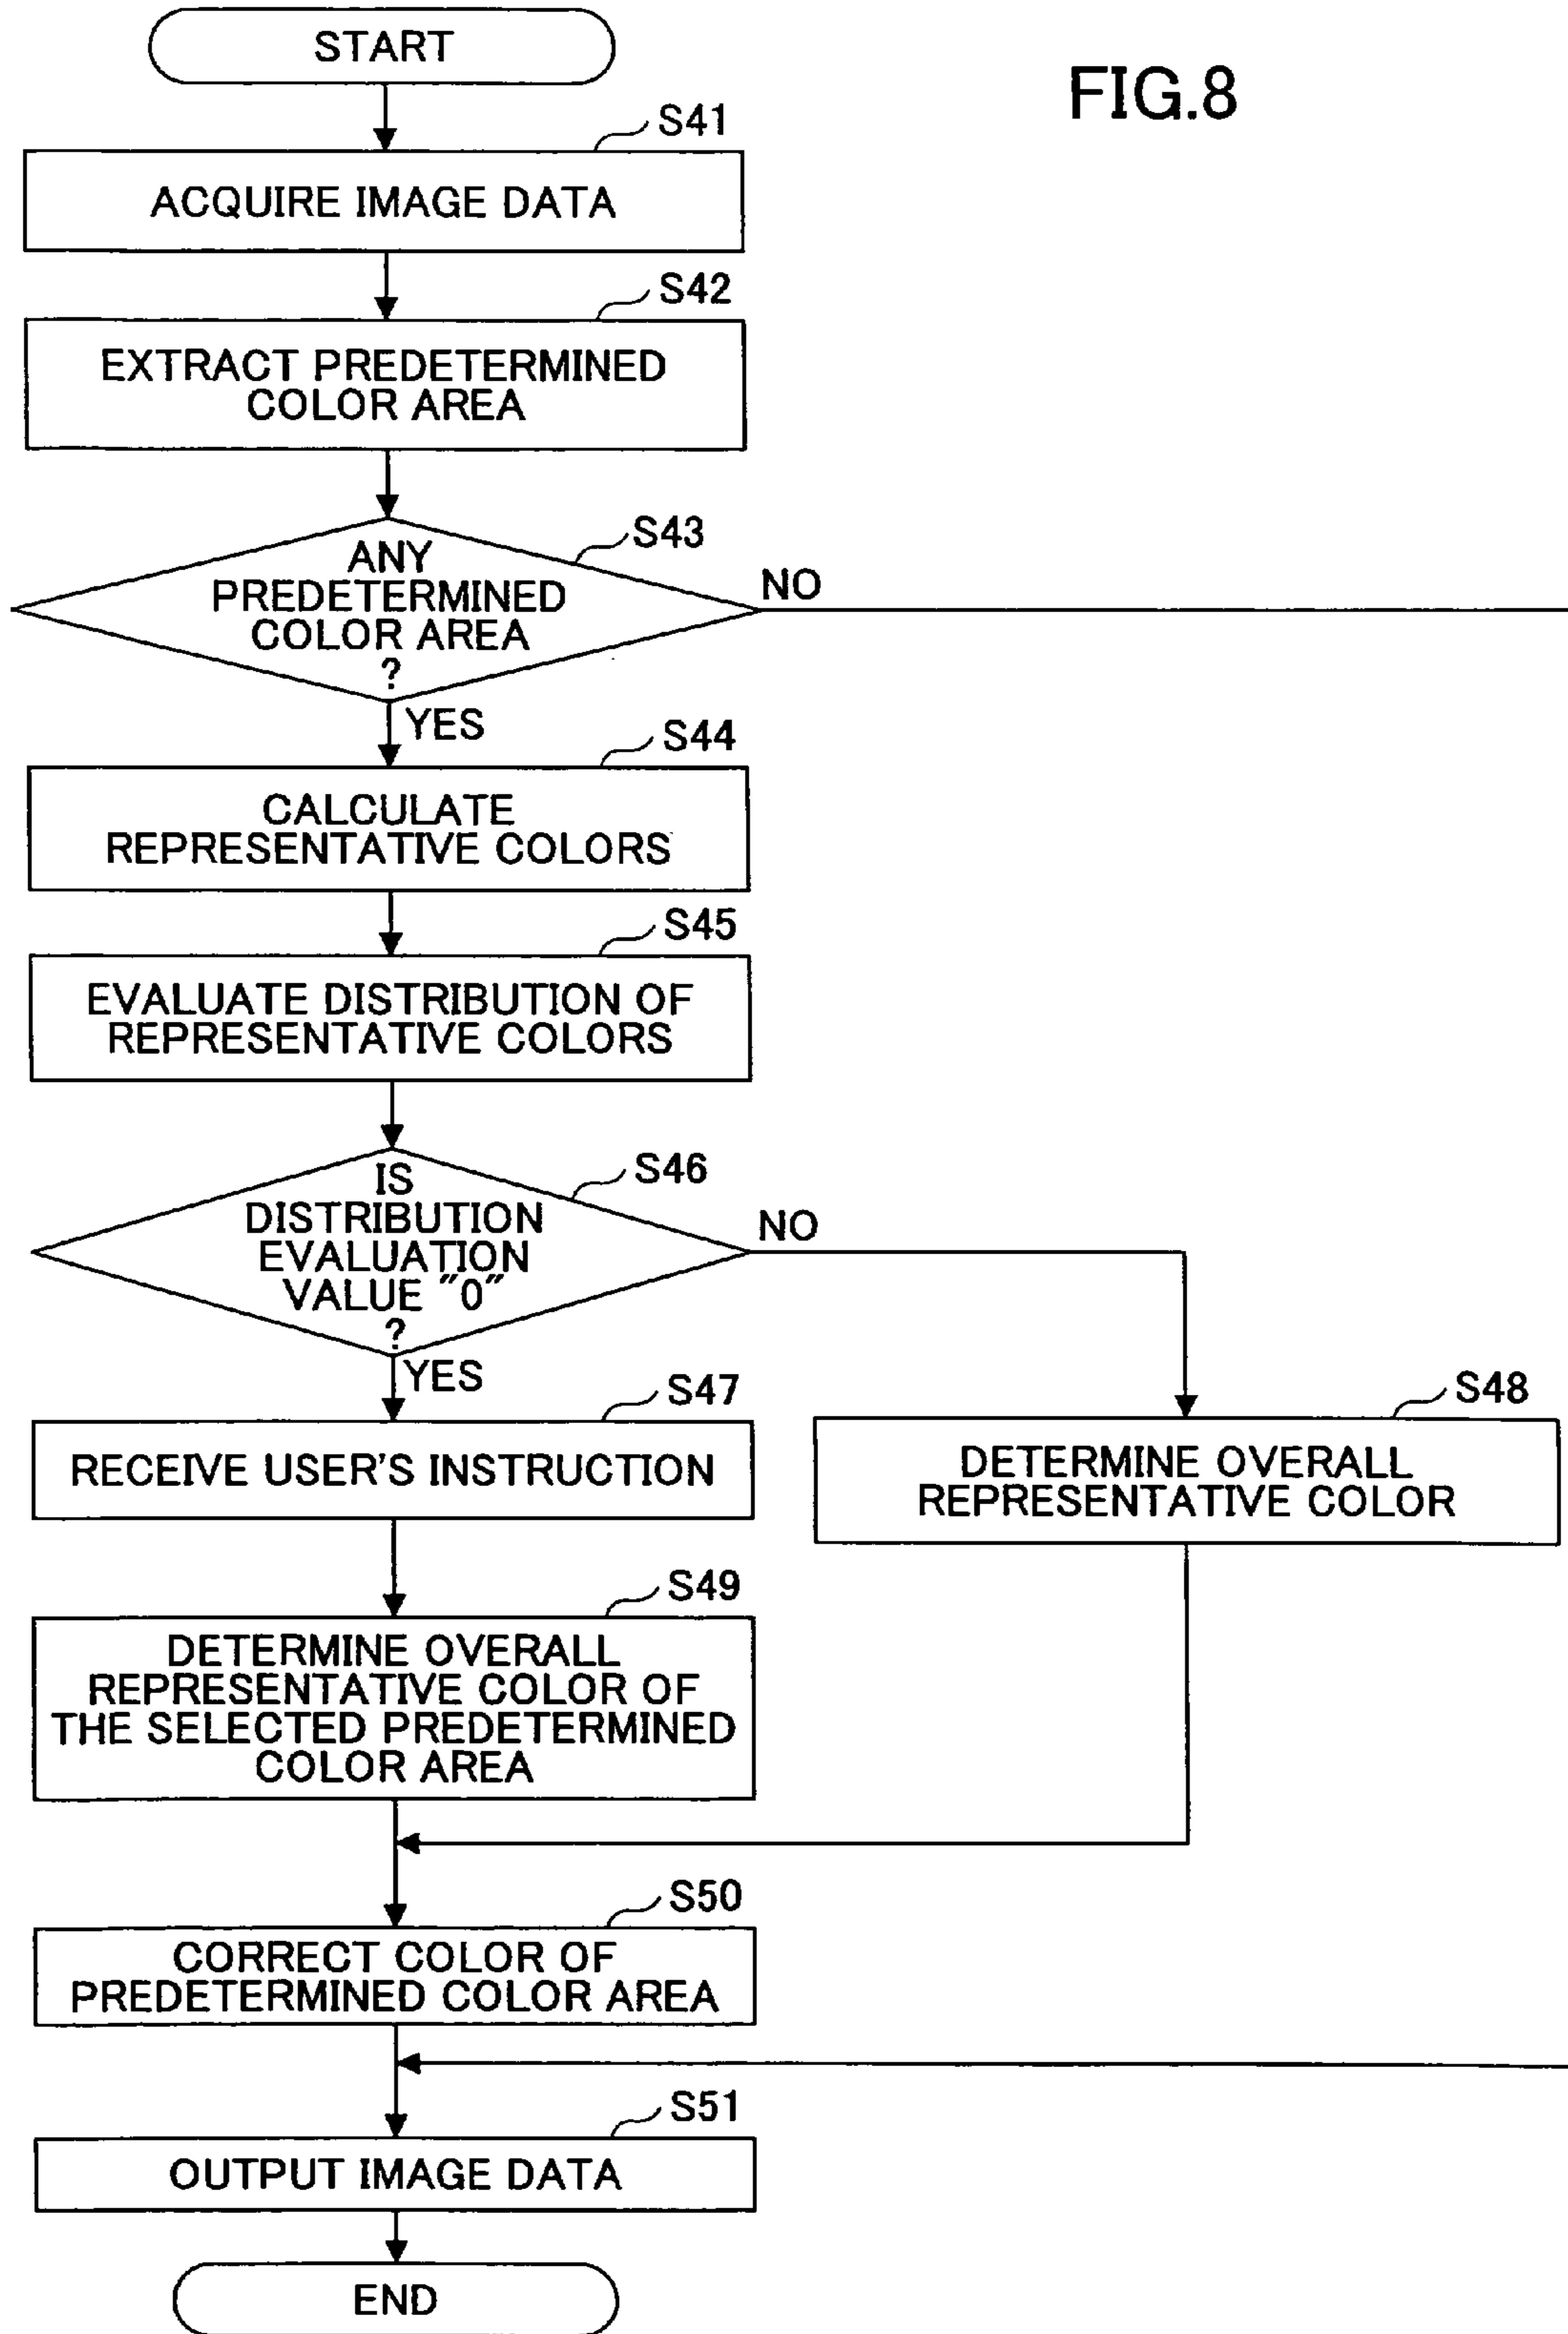 START
FIG.8
S41
ACQUIRE IMAGE DATA
S42
EXTRACT PREDETERMINED
COLOR AREA
S43
ANY
PREDETERMINED
COLOR AREA
?
NO
YES
S44
CALCULATE
REPRESENTATIVE COLORS
S45
EVALUATE DISTRIBUTION OF
REPRESENTATIVE COLORS
S46
IS
DISTRIBUTION
EVALUATION
VALUE "0"
?
NO
YES
S47
RECEIVE USER'S INSTRUCTION
S48
DETERMINE OVERALL
REPRESENTATIVE COLOR
S49
DETERMINE OVERALL
REPRESENTATIVE COLOR OF
THE SELECTED PREDETERMINED
COLOR AREA
S50
CORRECT COLOR OF
PREDETERMINED COLOR AREA
S51
OUTPUT IMAGE DATA
END